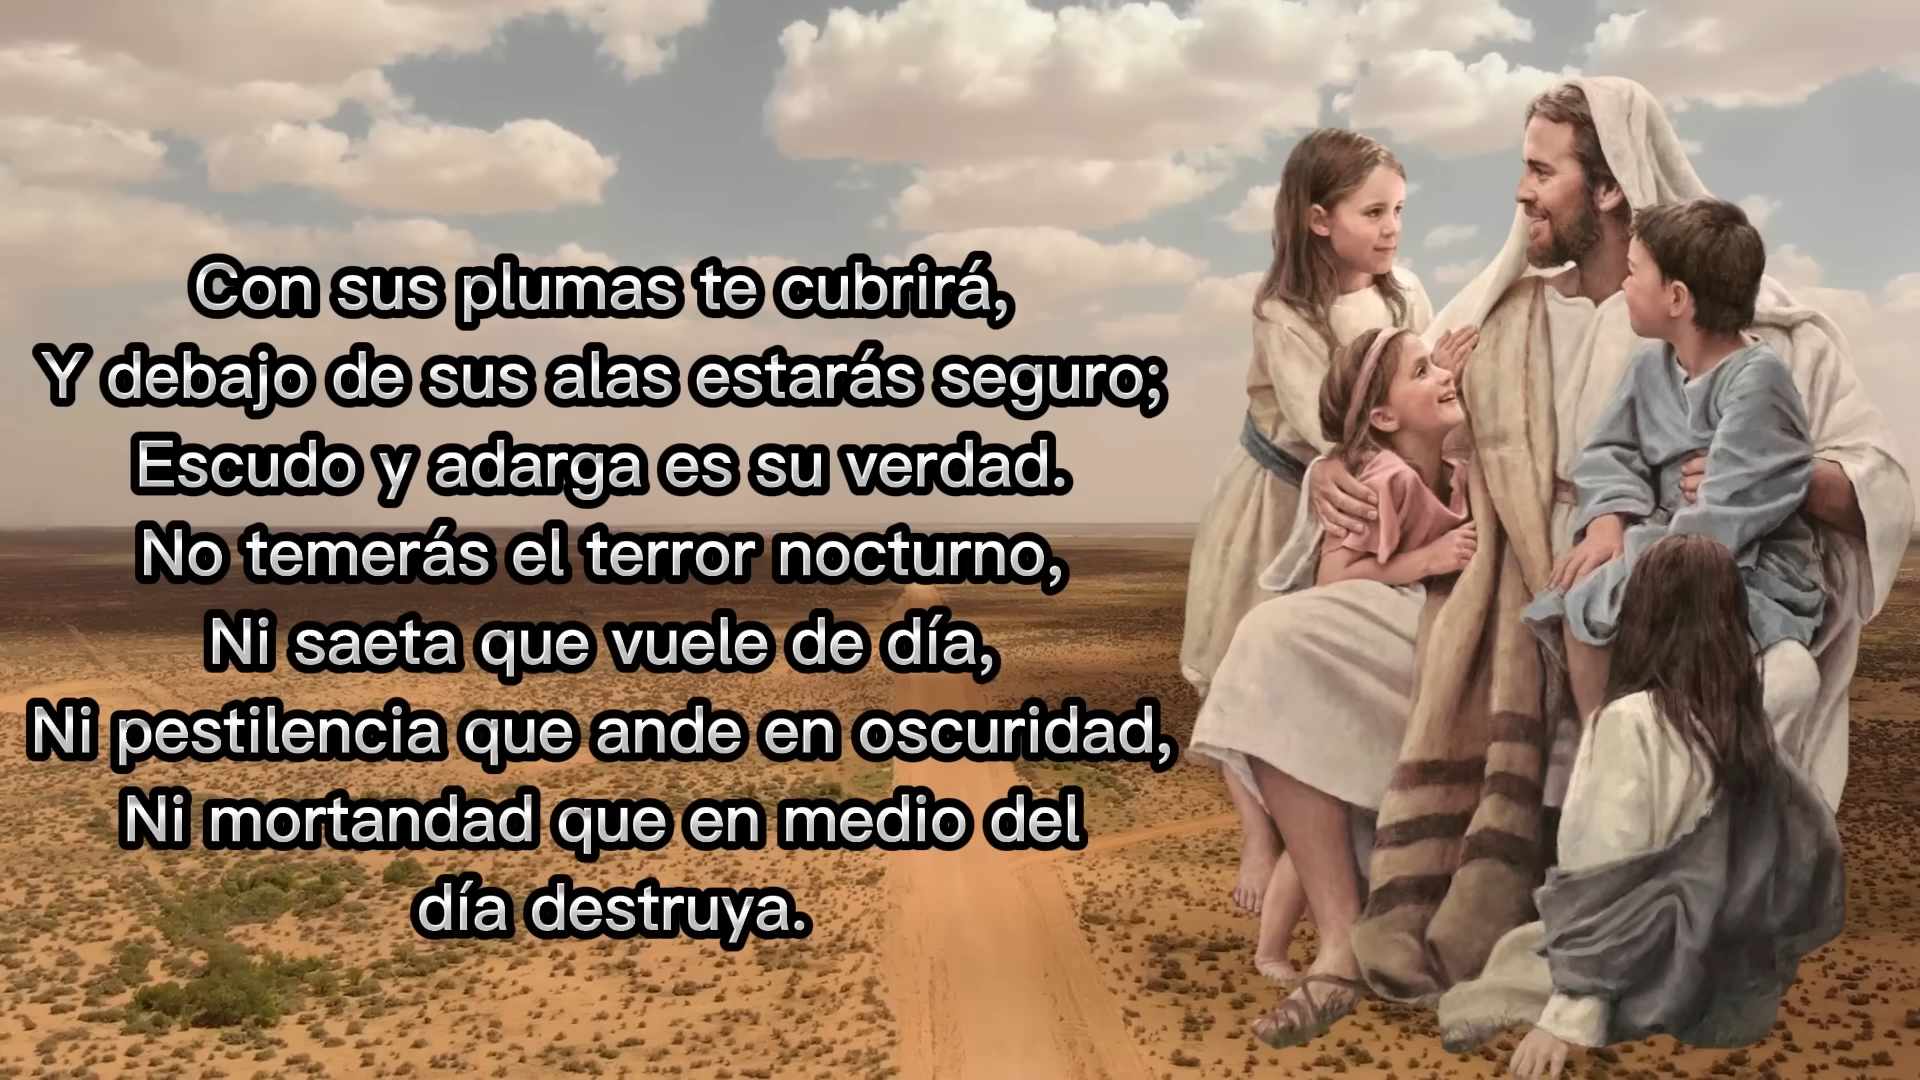 Con sus plumas te cubrirá,
Y debajo de sus alas estarás seguro;
Escudo y adarga es su verdad.
No temerás el terror nocturno,
Ni saeta que vuele de día,
Ni pestilencia que ande en oscuridad,
Ni mortandad que en medio del
día destruya.